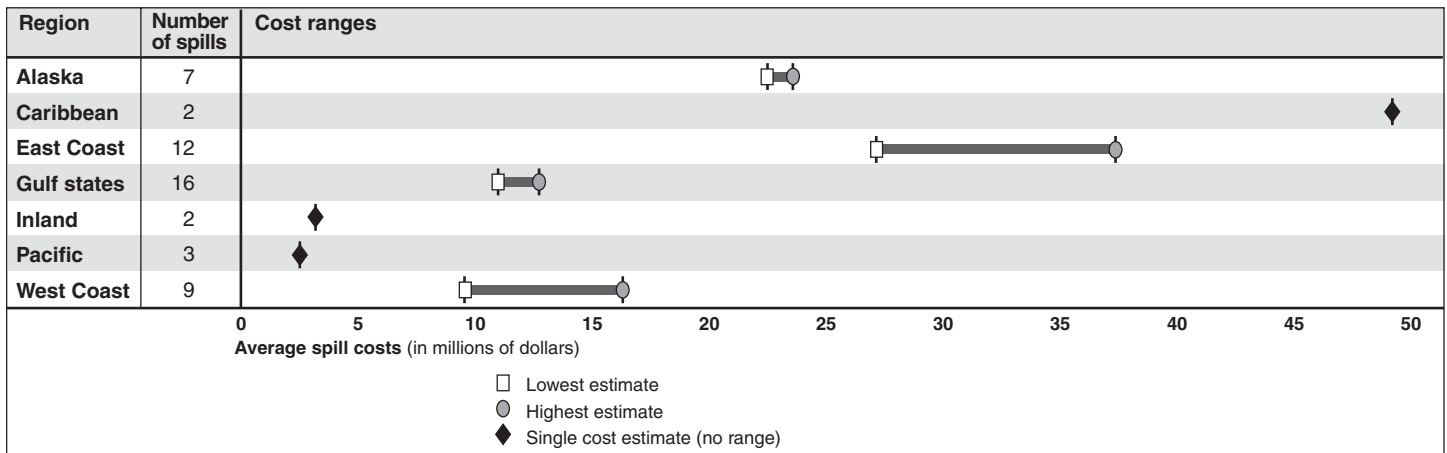 Region Number of spills Cost ranges
Alaska 7
Caribbean 2
East Coast 12
Gulf states 16
Inland 2
Pacific 3
West Coast 9
0 5 10 15 20 25 30 35 40 45 50
Average spill costs (in millions of dollars)
Lowest estimate
Highest estimate
Single cost estimate (no range)